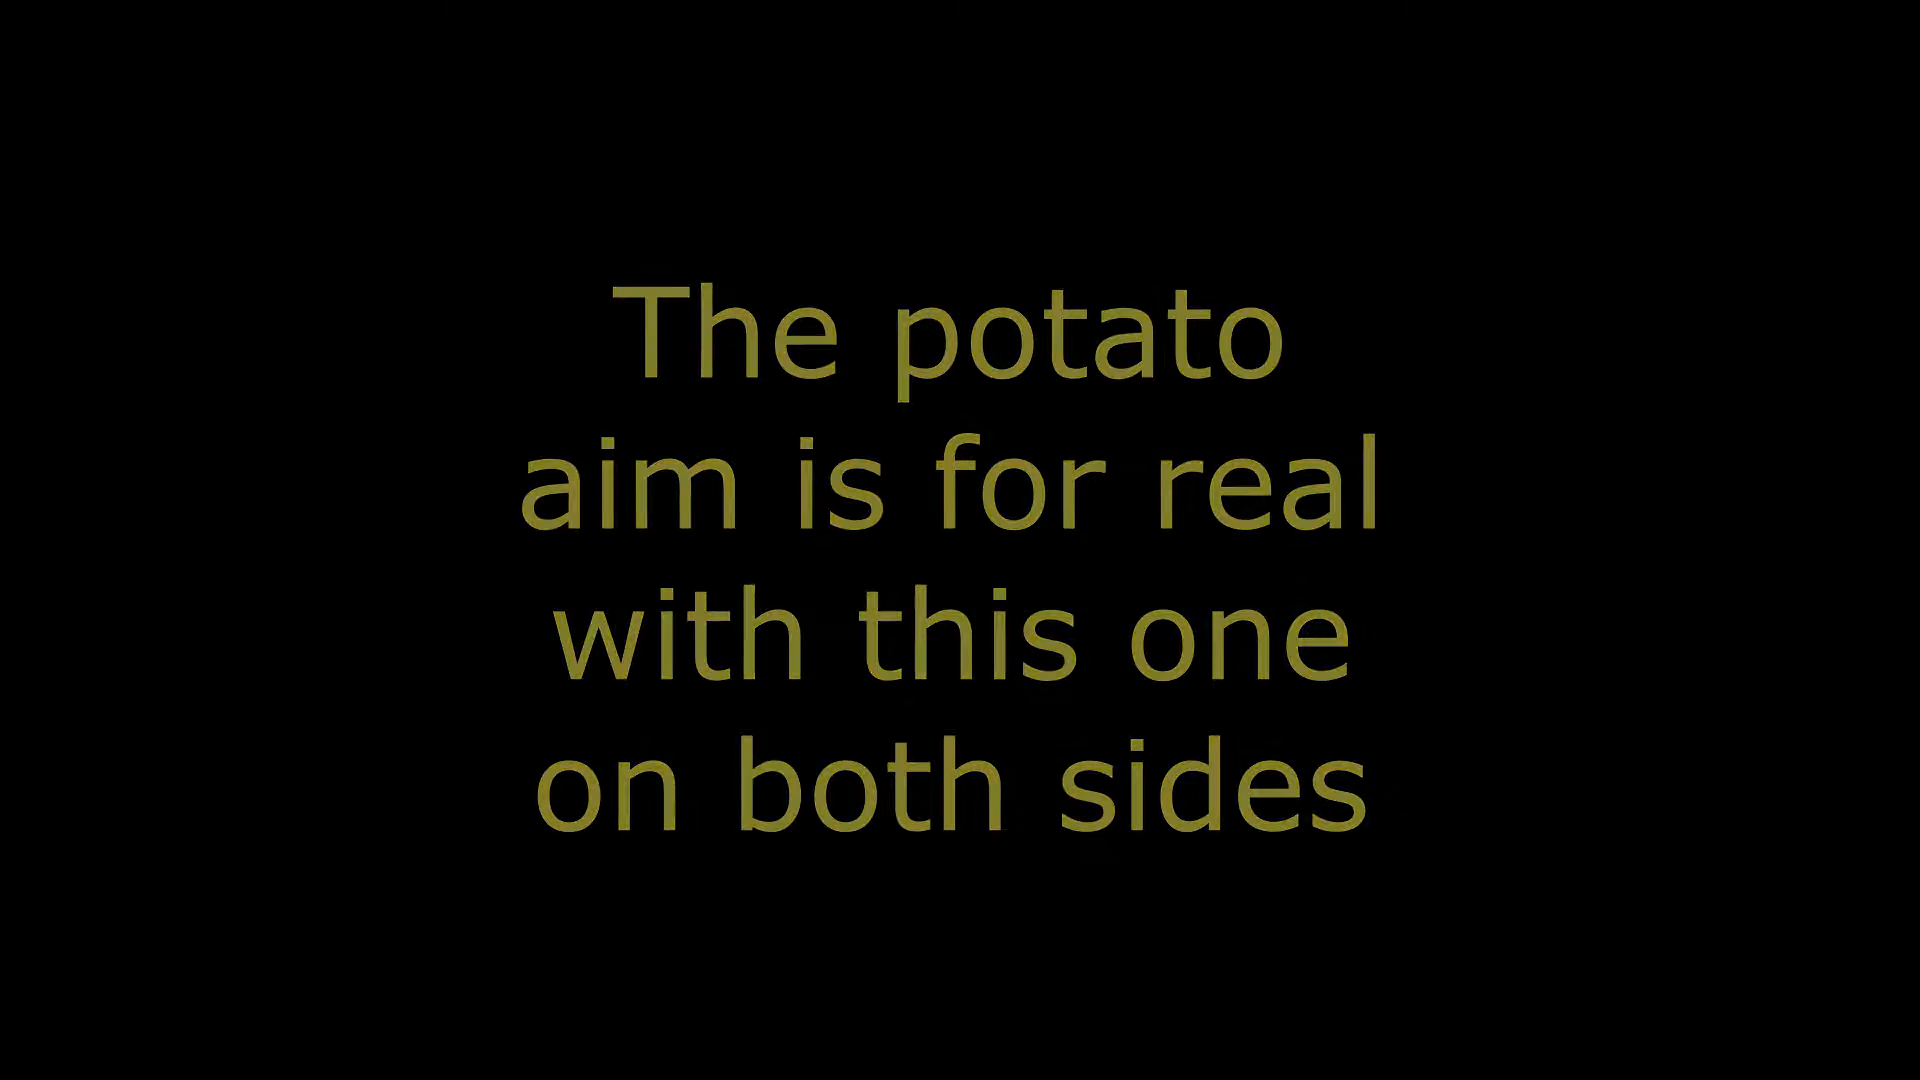 The potato
aim is for real
with this one
on both sides